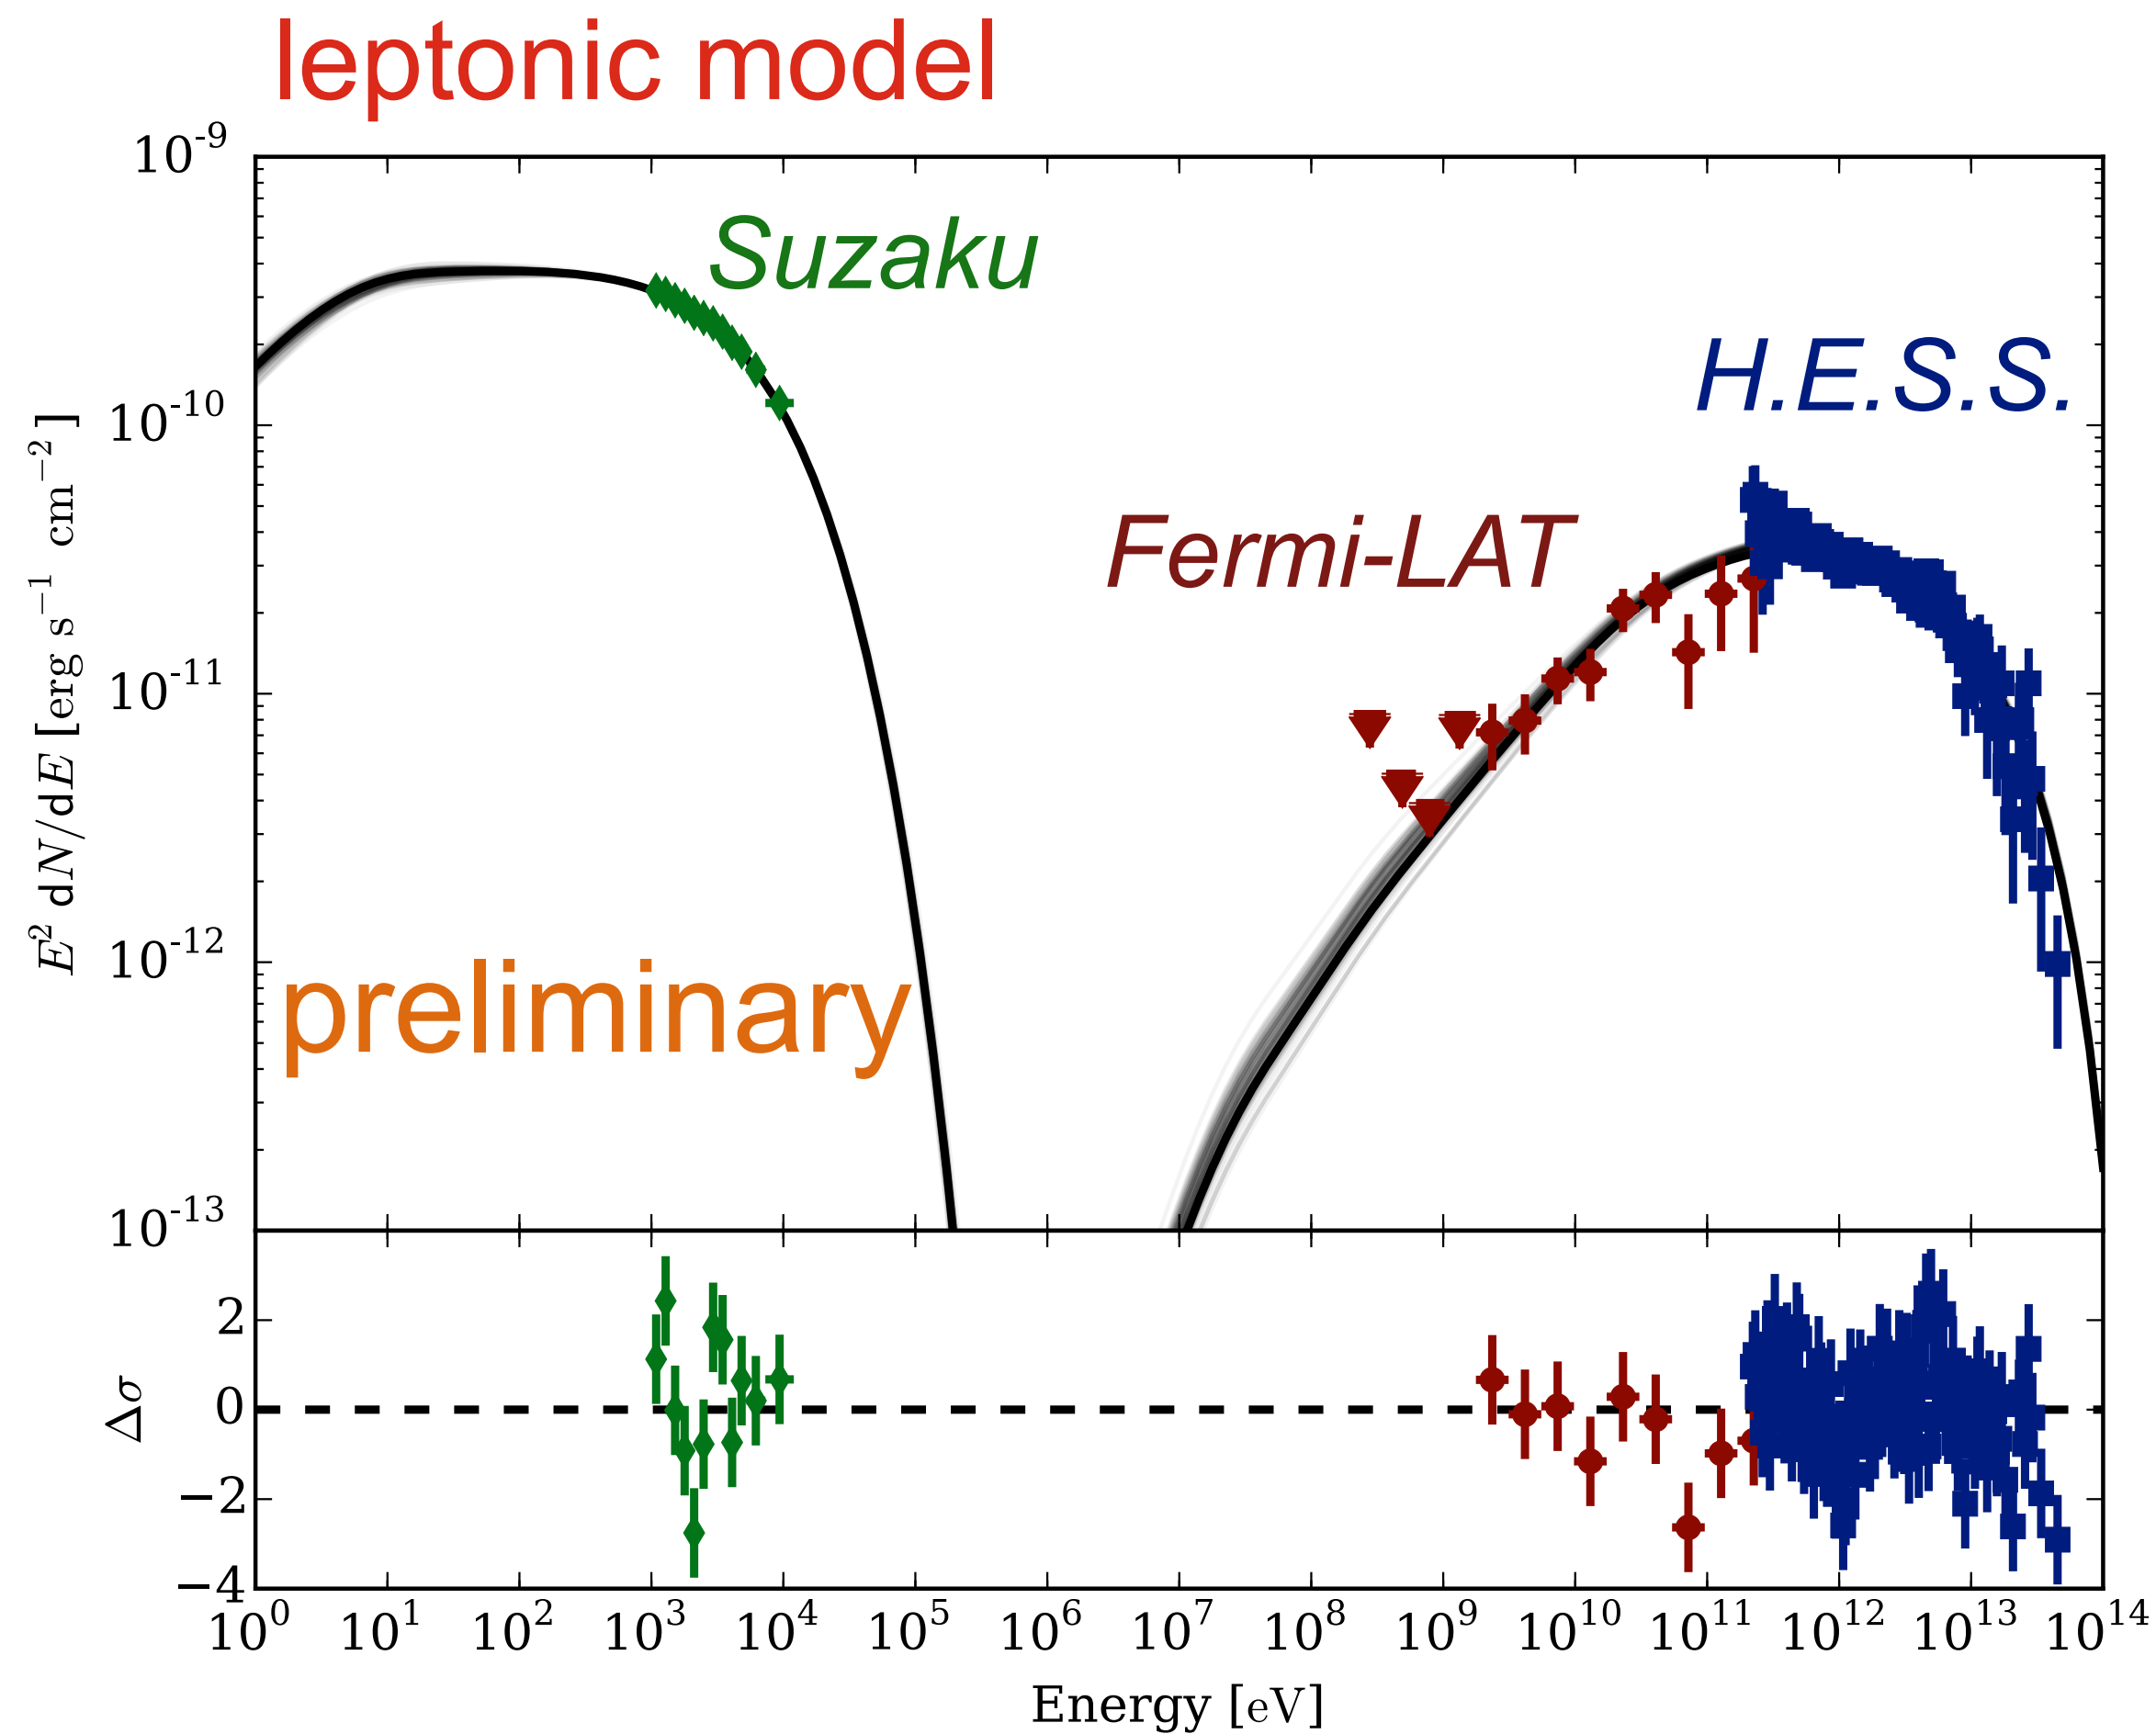 leptonic model
10^-9
Suzaku
H.E.S.S.
10^-10
Fermi-LAT
10^-11
10^-12
preliminary
10^-13
E^2 dN/dE [erg s^−1 cm^−2]
2
0
−2
−4
Δσ
10^0 10^1 10^2 10^3 10^4 10^5 10^6 10^7 10^8 10^9 10^10 10^11 10^12 10^13 10^14
Energy [eV]